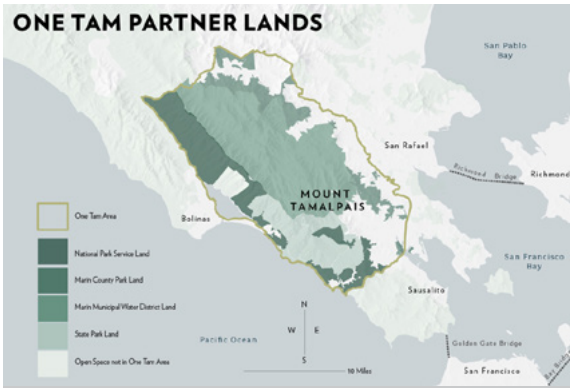 ONE TAM PARTNER LANDS
San Pablo
Bay
San Rafael
Richmond Bridge
Richmond
MOUNT
TAMALPAIS
Bolinas
One Tam Area
National Park Service Land
Marin County Park Land
Marin Municipal Water District Land
State Park Land
Open Space not in One Tam Area
San Francisco
Bay
Sausalito
N
W E
S
Pacific Ocean
10 Miles
Golden Gate Bridge
San Francisco